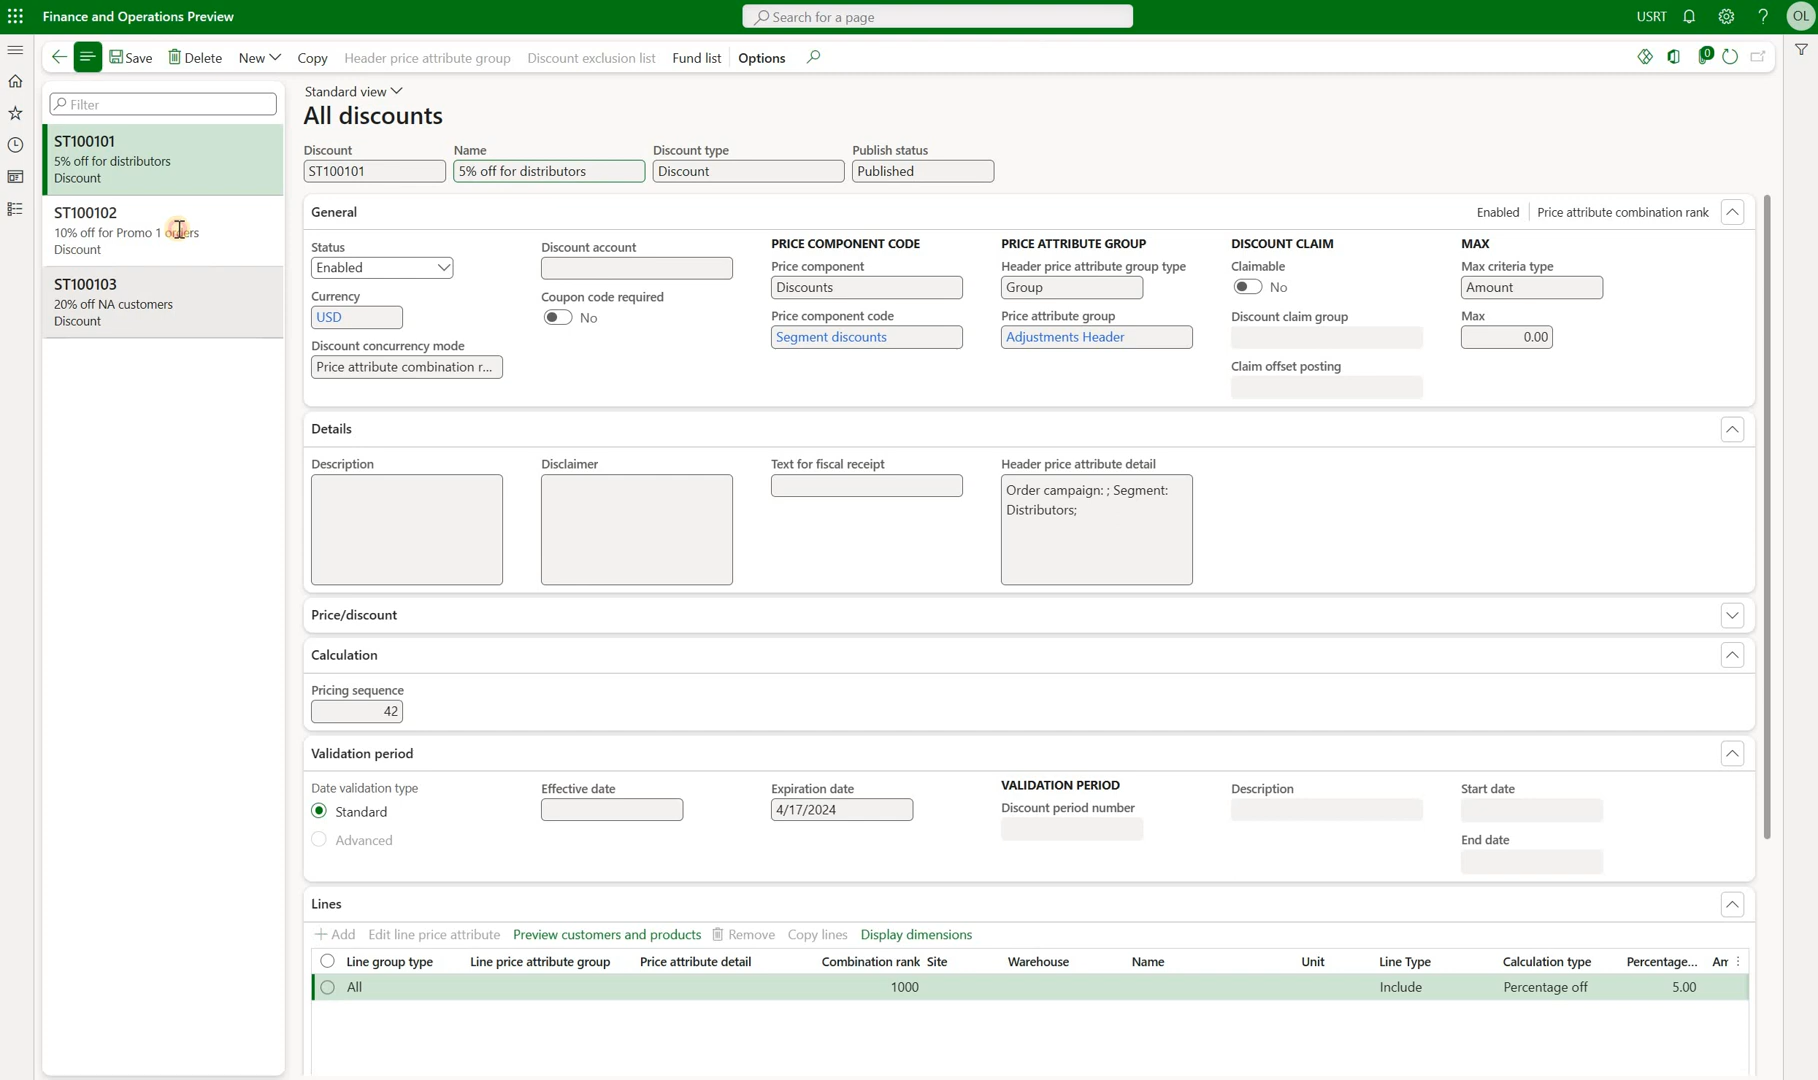 Finance and Operations Preview
Search for a page
USRT
?
OL
Save
Delete
New
Copy
Header price attribute group
Discount exclusion list
Fund list
Options
0
Filter
ST100101
5% off for distributors
Discount
ST100102
10% off for Promo 1 orders
Discount
ST100103
20% off NA customers
Discount
Standard view
All discounts
Discount
Name
Discount type
Publish status
ST100101
5% off for distributors
Discount
Published
General
Enabled
Price attribute combination rank
Status
Enabled
Currency
USD
Discount concurrency mode
Price attribute combination r...
Discount account
Coupon code required
No
PRICE COMPONENT CODE
Price component
Discounts
Price component code
Segment discounts
PRICE ATTRIBUTE GROUP
Header price attribute group type
Group
Price attribute group
Adjustments Header
DISCOUNT CLAIM
Claimable
No
Discount claim group
Claim offset posting
MAX
Max criteria type
Amount
Max
0.00
Details
Description
Disclaimer
Text for fiscal receipt
Header price attribute detail
Order campaign: ; Segment:
Distributors;
Price/discount
Calculation
Pricing sequence
42
Validation period
Date validation type
Standard
Advanced
Effective date
Expiration date
4/17/2024
VALIDATION PERIOD
Discount period number
Description
Start date
End date
Lines
+ Add
Edit line price attribute
Preview customers and products
Remove
Copy lines
Display dimensions
Line group type
Line price attribute group
Price attribute detail
Combination rank
Site
Warehouse
Name
Unit
Line Type
Calculation type
Percentage...
Am
All
1000
Include
Percentage off
5.00